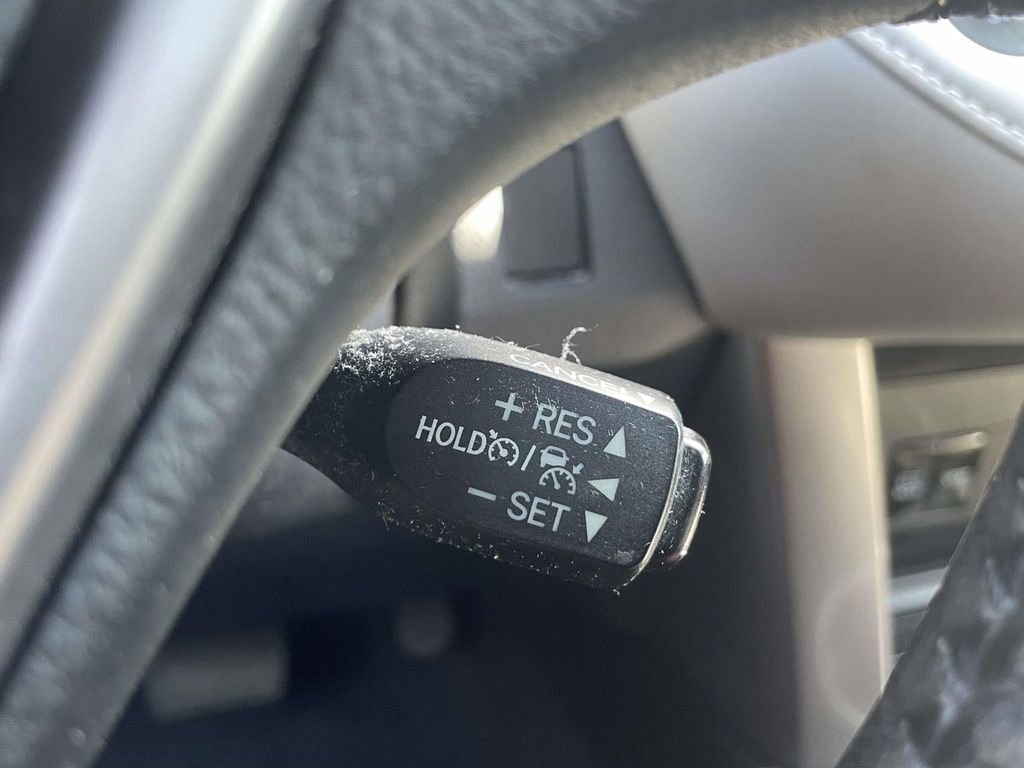 CANCEL
+ RES
HOLD /
- SET